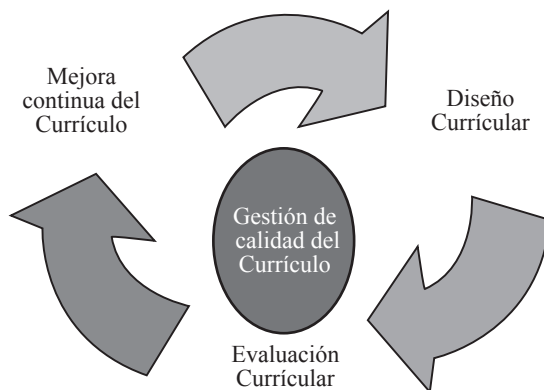 Mejora
continua del
Currículo
Diseño
Currícular
Gestión de
calidad del
Currículo
Evaluación
Currícular